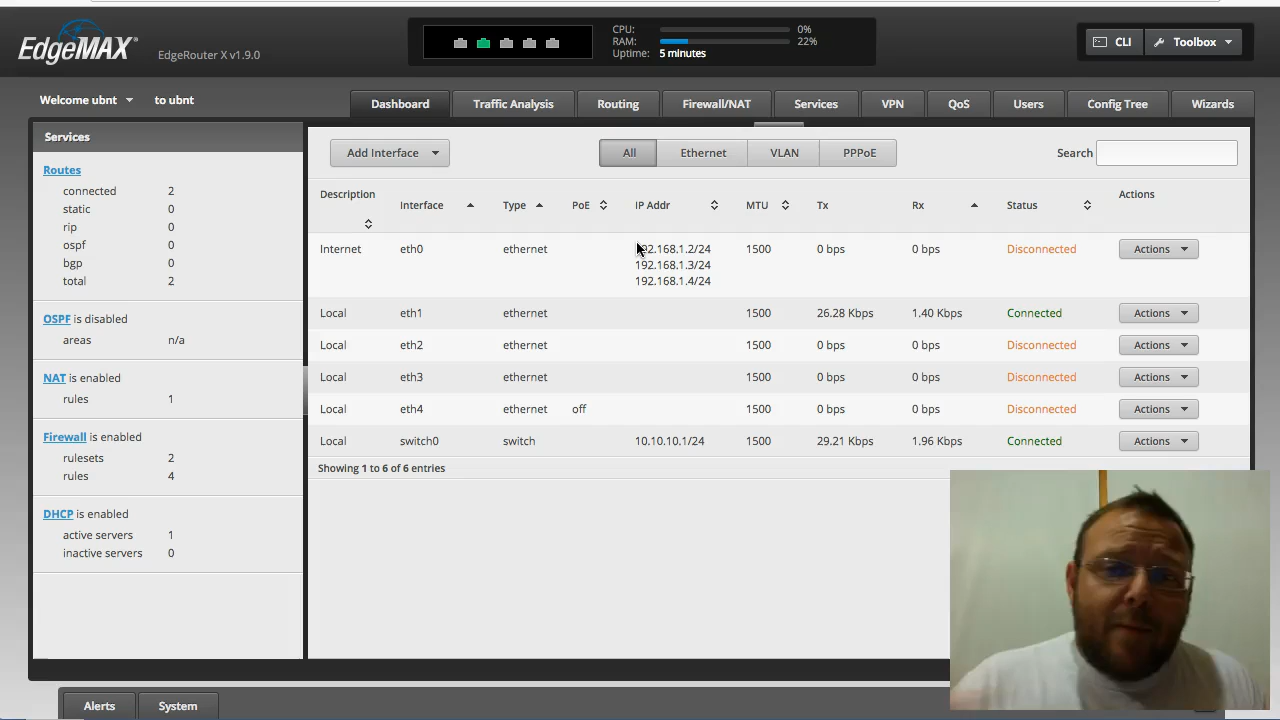 EdgeMAX®
EdgeRouter X v1.9.0
CPU: 0%
RAM: 22%
Uptime: 5 minutes
CLI
Toolbox
Welcome ubnt
to ubnt
Dashboard
Traffic Analysis
Routing
Firewall/NAT
Services
VPN
QoS
Users
Config Tree
Wizards
Services
Routes
connected 2
static 0
rip 0
ospf 0
bgp 0
total 2
OSPF is disabled
areas n/a
NAT is enabled
rules 1
Firewall is enabled
rulesets 2
rules 4
DHCP is enabled
active servers 1
inactive servers 0
Add Interface
All
Ethernet
VLAN
PPPoE
Search
Description Interface Type PoE IP Addr MTU Tx Rx Status Actions
Internet eth0 ethernet 192.168.1.2/24 1500 0 bps 0 bps Disconnected Actions
192.168.1.3/24
192.168.1.4/24
Local eth1 ethernet 1500 26.28 Kbps 1.40 Kbps Connected Actions
Local eth2 ethernet 1500 0 bps 0 bps Disconnected Actions
Local eth3 ethernet 1500 0 bps 0 bps Disconnected Actions
Local eth4 ethernet off 1500 0 bps 0 bps Disconnected Actions
Local switch0 switch 10.10.10.1/24 1500 29.21 Kbps 1.96 Kbps Connected Actions
Showing 1 to 6 of 6 entries
Alerts
System